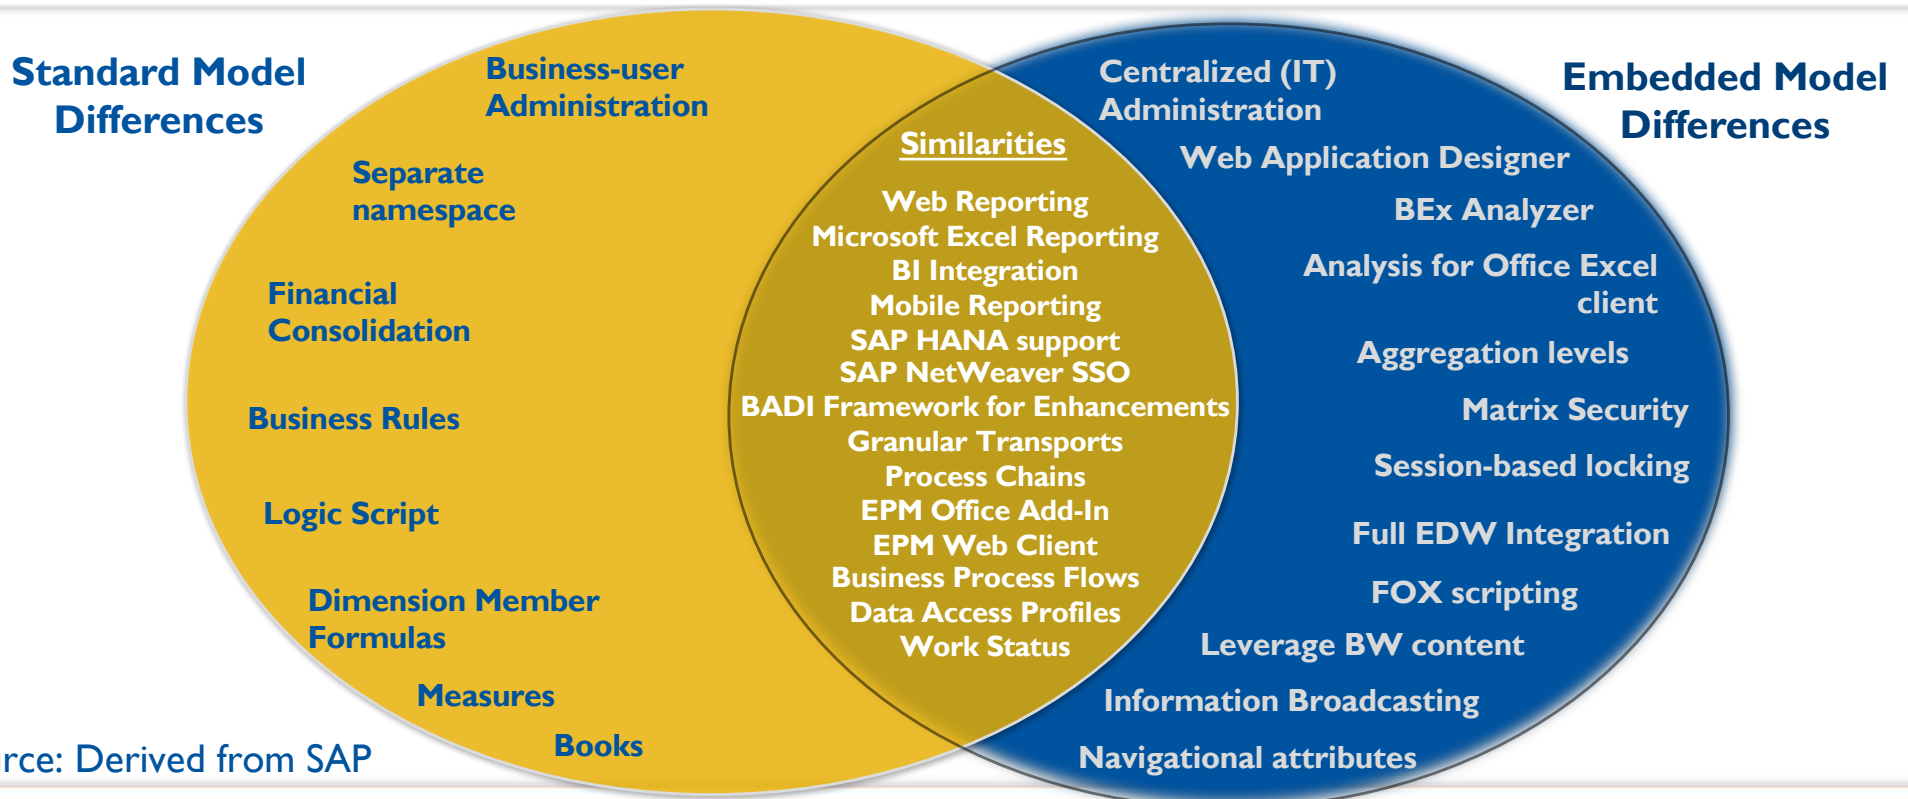 Standard Model
Differences
Business-user
Administration
Separate
namespace
Financial
Consolidation
Business Rules
Logic Script
Dimension Member
Formulas
Measures
Books
Similarities
Web Reporting
Microsoft Excel Reporting
BI Integration
Mobile Reporting
SAP HANA support
SAP NetWeaver SSO
BADI Framework for Enhancements
Granular Transports
Process Chains
EPM Office Add-In
EPM Web Client
Business Process Flows
Data Access Profiles
Work Status
Embedded Model
Differences
Centralized (IT)
Administration
Web Application Designer
BEx Analyzer
Analysis for Office Excel
client
Aggregation levels
Matrix Security
Session-based locking
Full EDW Integration
FOX scripting
Leverage BW content
Information Broadcasting
Navigational attributes
rce: Derived from SAP